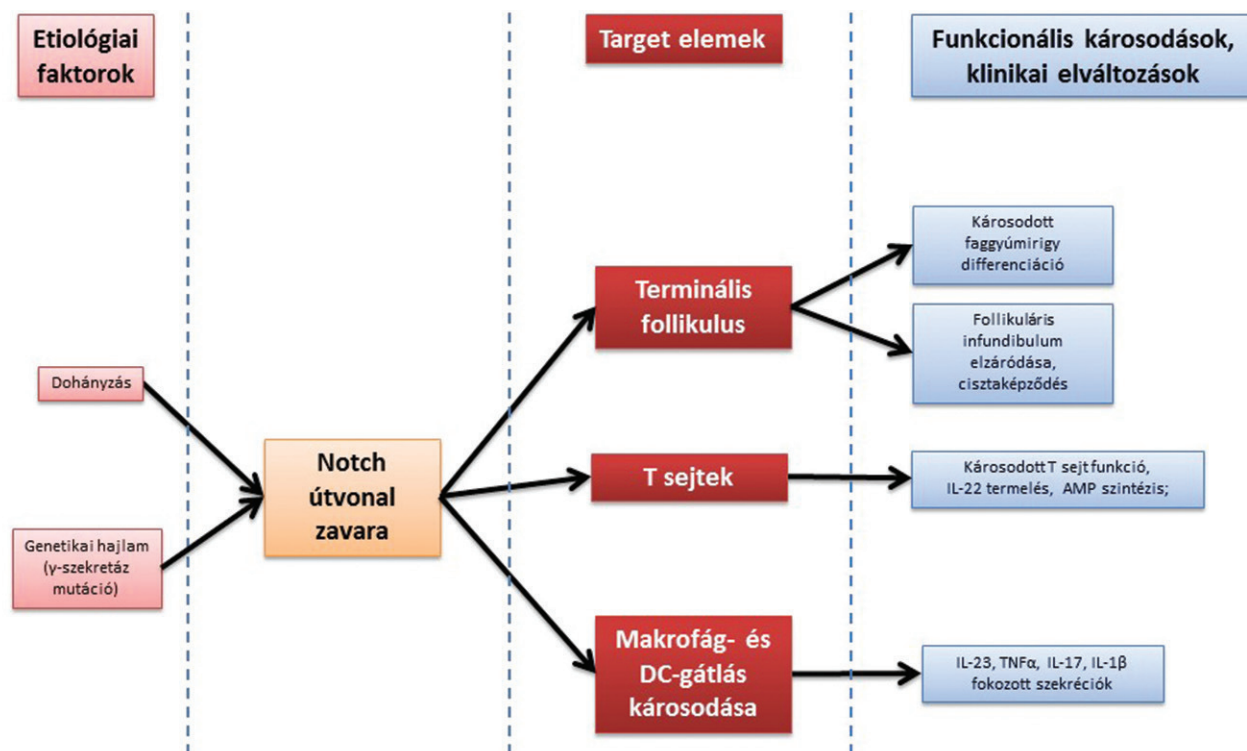 Etiológiai
faktorok
Target elemek
Funkcionális károsodások,
klinikai elváltozások
Dohányzás
Genetikai hajlam
(γ-szekretáz
mutáció)
Notch
útvonal
zavara
Terminális
follikulus
T sejtek
Makrofág- és
DC-gátlás
károsodása
Károsodott
faggyúmirigy
differenciáció
Follikuláris
infundibulum
elzáródása,
cisztaképződés
Károsodott T sejt funkció,
IL-22 termelés, AMP szintézis;
IL-23, TNFα, IL-17, IL-1β
fokozott szekréciók